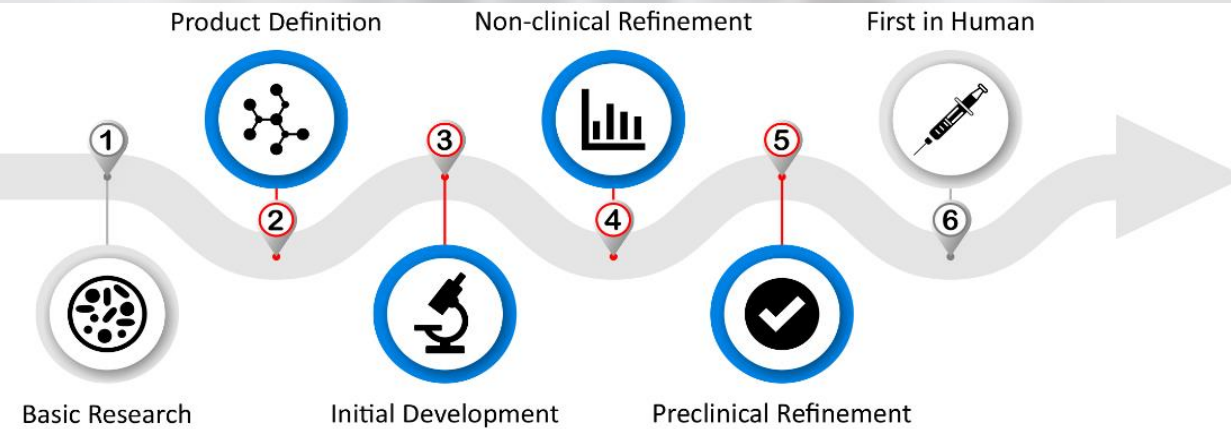 Product Definition
Non-clinical Refinement
First in Human
1
3
5
2
4
6
Basic Research
Initial Development
Preclinical Refinement